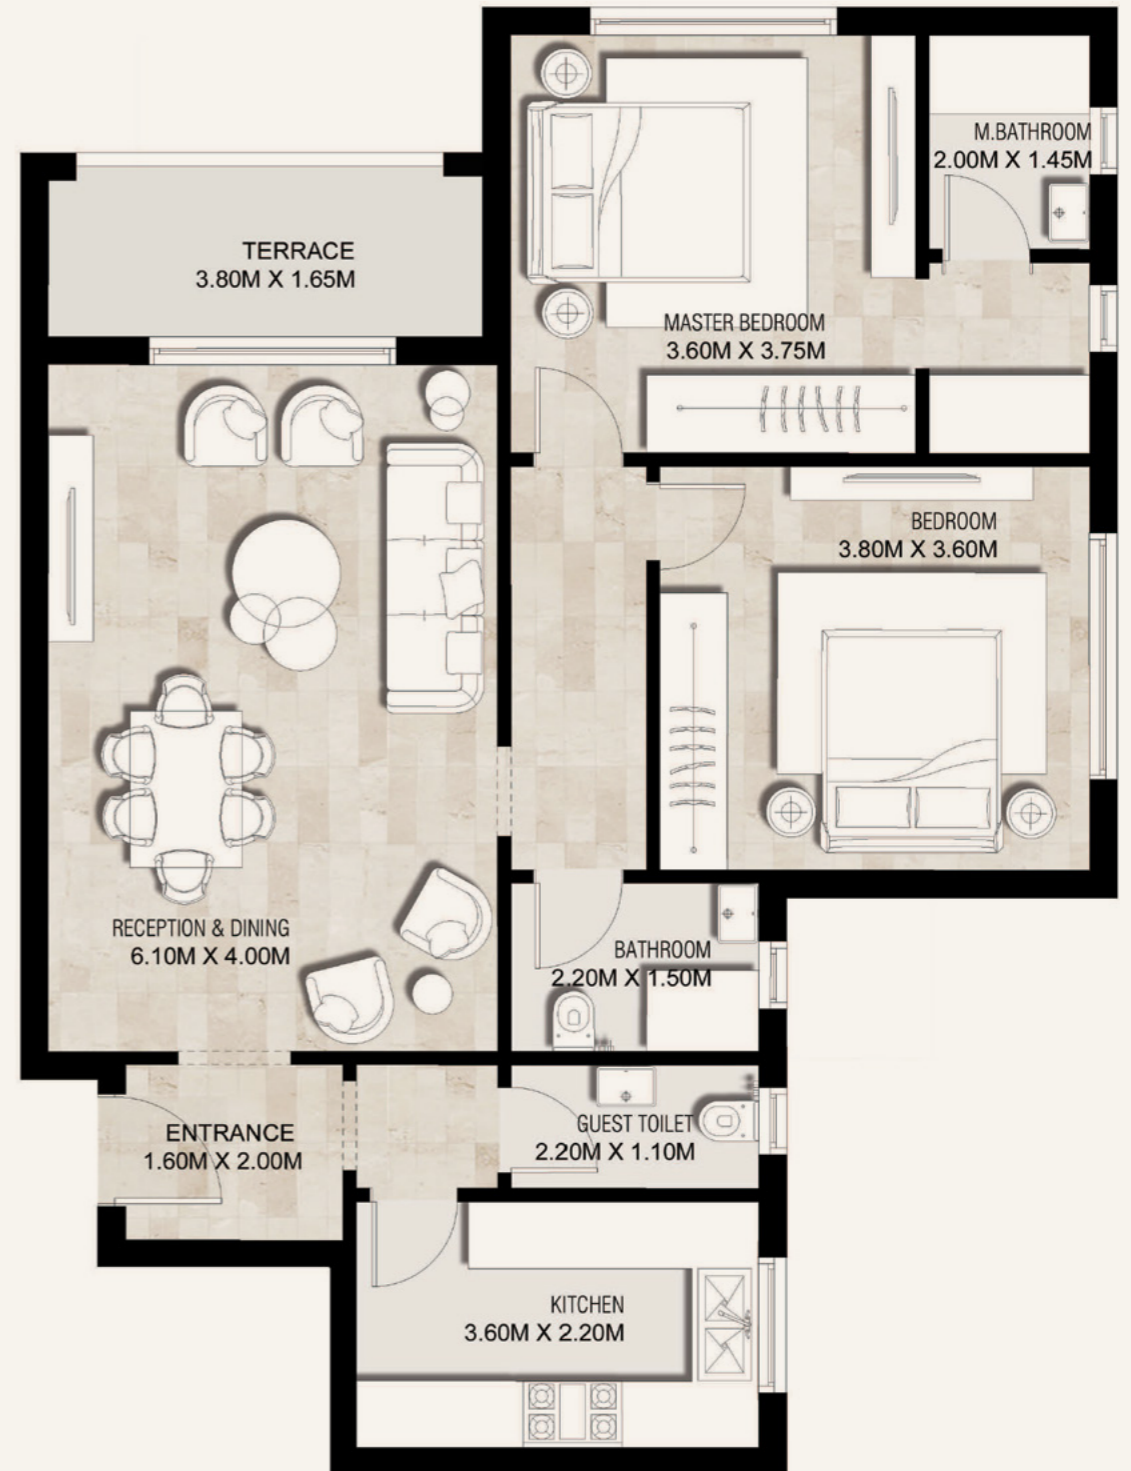 M.BATHROOM
2.00M X 1.45M
TERRACE
3.80M X 1.65M
MASTER BEDROOM
3.60M X 3.75M
BEDROOM
3.80M X 3.60M
RECEPTION & DINING
6.10M X 4.00M
BATHROOM
2.20M X 1.50M
ENTRANCE
1.60M X 2.00M
GUEST TOILET
2.20M X 1.10M
KITCHEN
3.60M X 2.20M